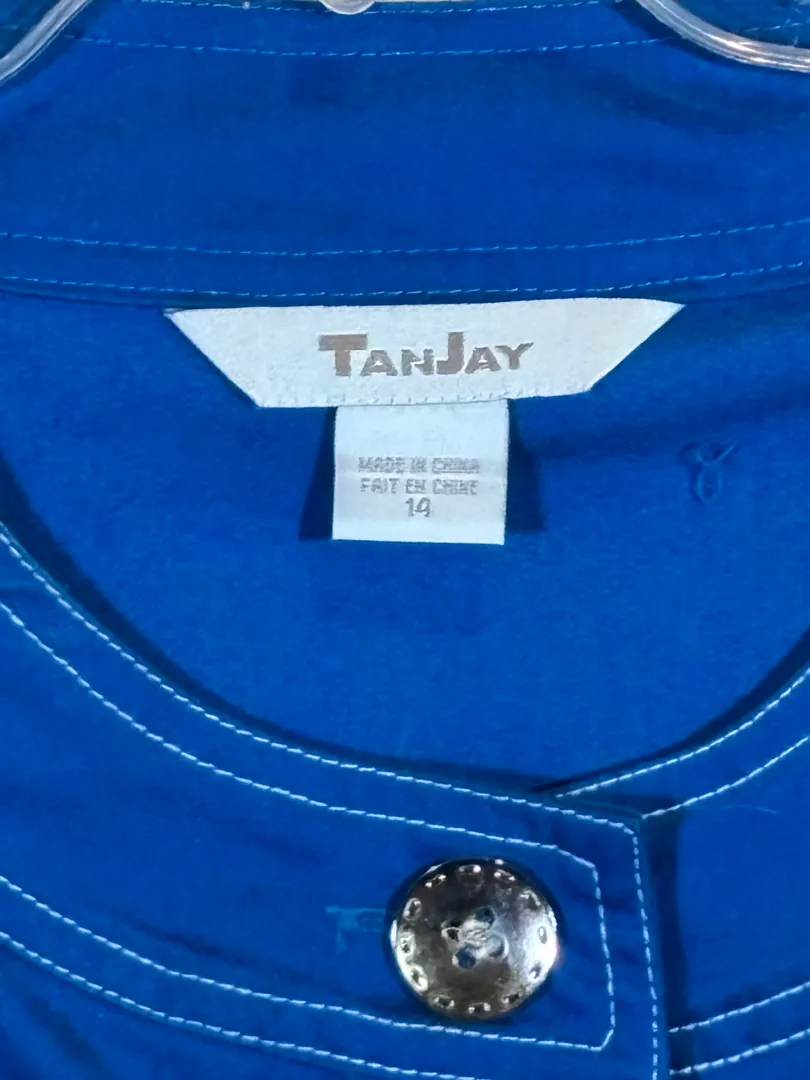 TANJAY
MADE IN CHINA
FAIT EN CHINE
14